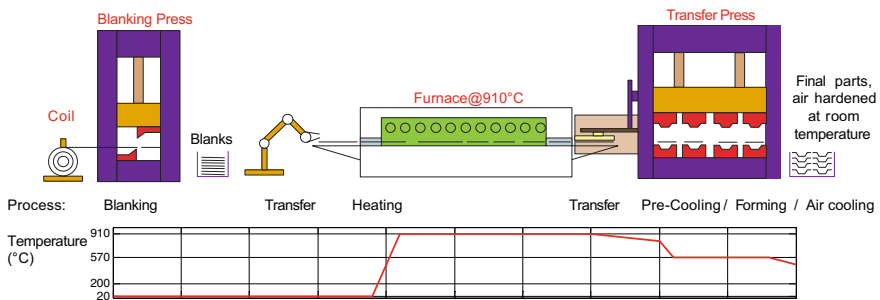 Blanking Press
Transfer Press
Furnace@910°C
Coil
Blanks
Final parts,
air hardened
at room
temperature
Process: Blanking Transfer Heating Transfer Pre-Cooling / Forming / Air cooling
Temperature
(°C)
910
570
200
20